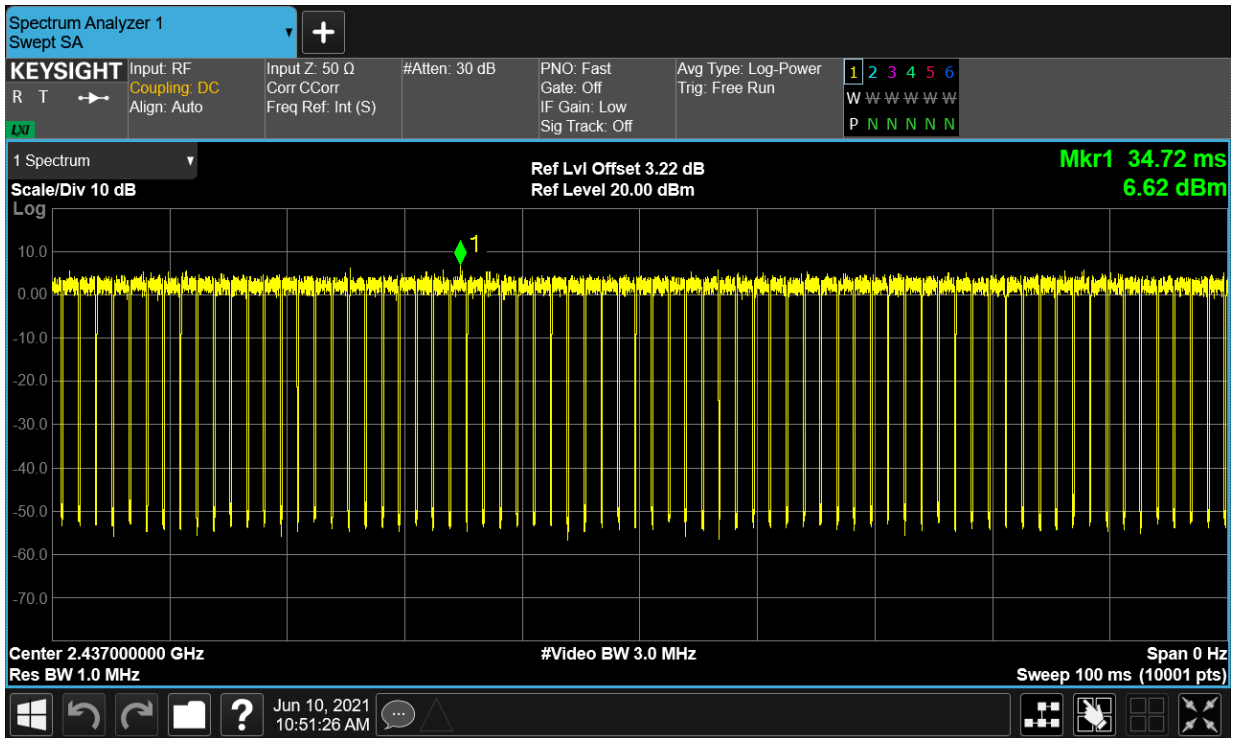 Spectrum Analyzer 1
Swept SA
KEYSIGHT
R T
LXI
Input: RF
Coupling: DC
Align: Auto
Input Z: 50 Ω
Corr CCorr
Freq Ref: Int (S)
#Atten: 30 dB
PNO: Fast
Gate: Off
IF Gain: Low
Sig Track: Off
Avg Type: Log-Power
Trig: Free Run
1 2 3 4 5 6
W W W W W W
P N N N N N
1 Spectrum
Scale/Div 10 dB
Log
Ref Lvl Offset 3.22 dB
Ref Level 20.00 dBm
Mkr1 34.72 ms
6.62 dBm
1
10.0
0.00
-10.0
-20.0
-30.0
-40.0
-50.0
-60.0
-70.0
Center 2.437000000 GHz
Res BW 1.0 MHz
#Video BW 3.0 MHz
Span 0 Hz
Sweep 100 ms (10001 pts)
?
Jun 10, 2021
10:51:26 AM